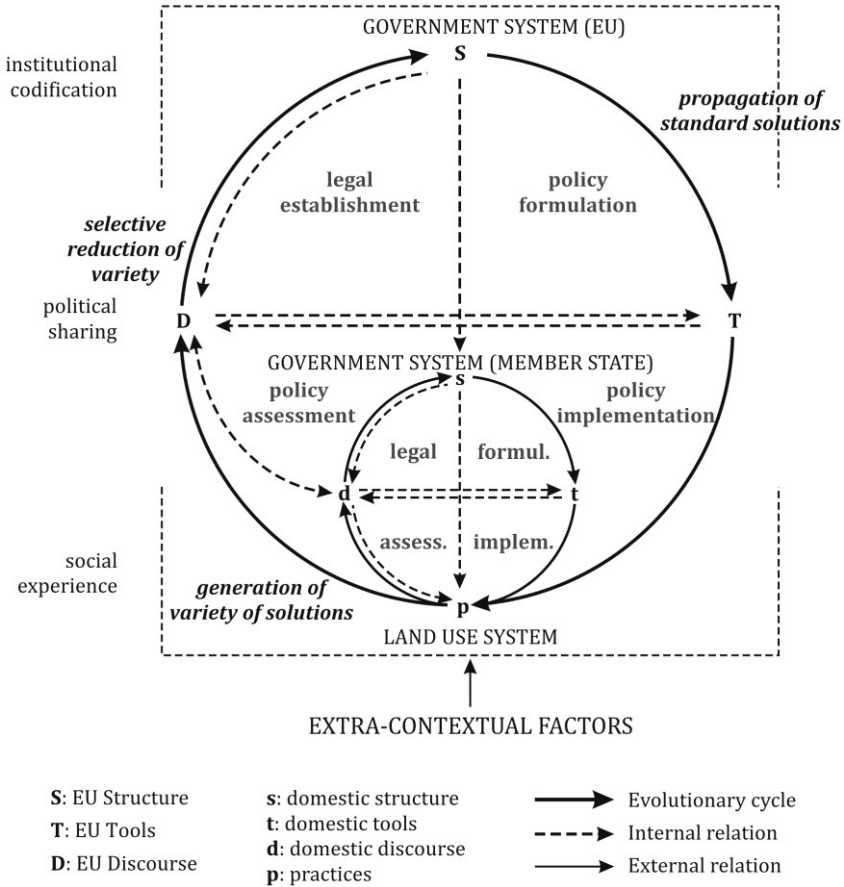 GOVERNMENT SYSTEM (EU)
S
institutional
codification
propagation of
standard solutions
legal
establishment
policy
formulation
selective
reduction of
variety
political
sharing
D
T
GOVERNMENT SYSTEM (MEMBER STATE)
s
policy
assessment
policy
implementation
legal
formul.
d
t
assess.
implem.
social
experience
generation of
variety of solutions
p
LAND USE SYSTEM
EXTRA-CONTEXTUAL FACTORS
S: EU Structure
T: EU Tools
D: EU Discourse
s: domestic structure
t: domestic tools
d: domestic discourse
p: practices
Evolutionary cycle
Internal relation
External relation